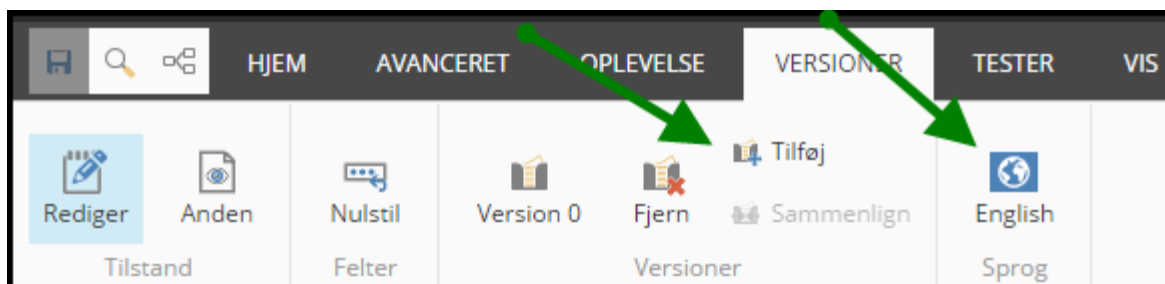 HJEM AVANCERET OPLEVELSE VERSIONER TESTER VIS
Tilføj
Rediger Anden Nulstil Version 0 Fjern Sammenlign English
Tilstand Felter Versioner Sprog